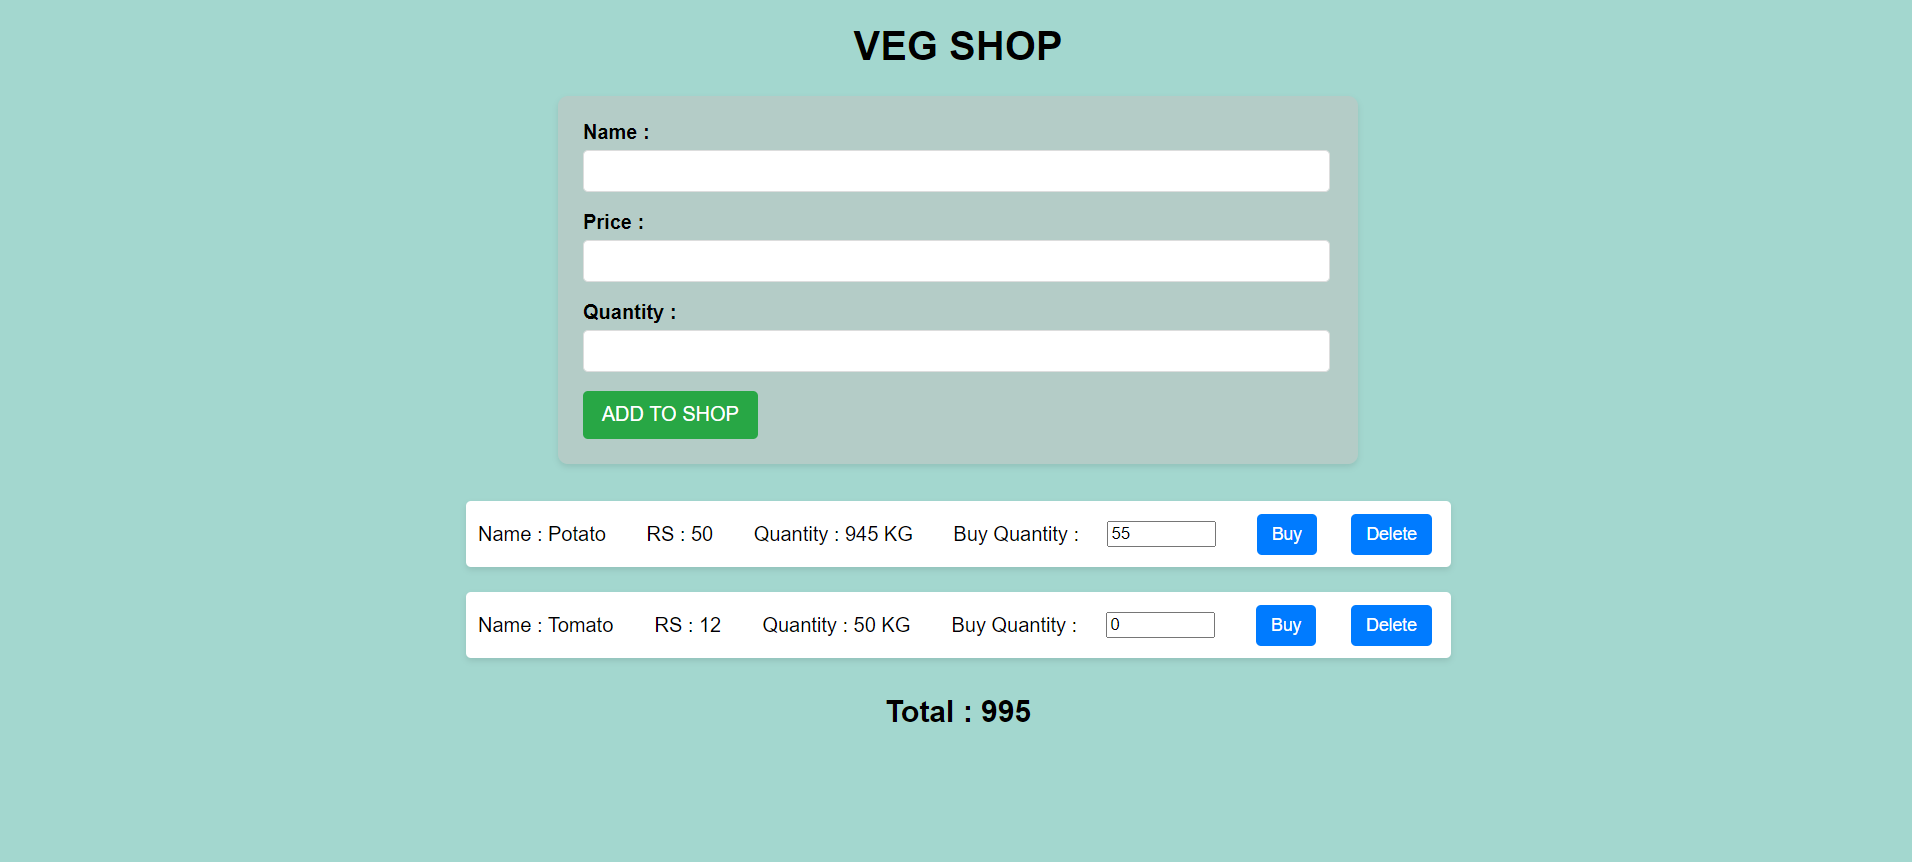 VEG SHOP
Name :
Price :
Quantity :
ADD TO SHOP
Name : Potato RS : 50 Quantity : 945 KG Buy Quantity : 55 Buy Delete
Name : Tomato RS : 12 Quantity : 50 KG Buy Quantity : 0 Buy Delete
Total : 995